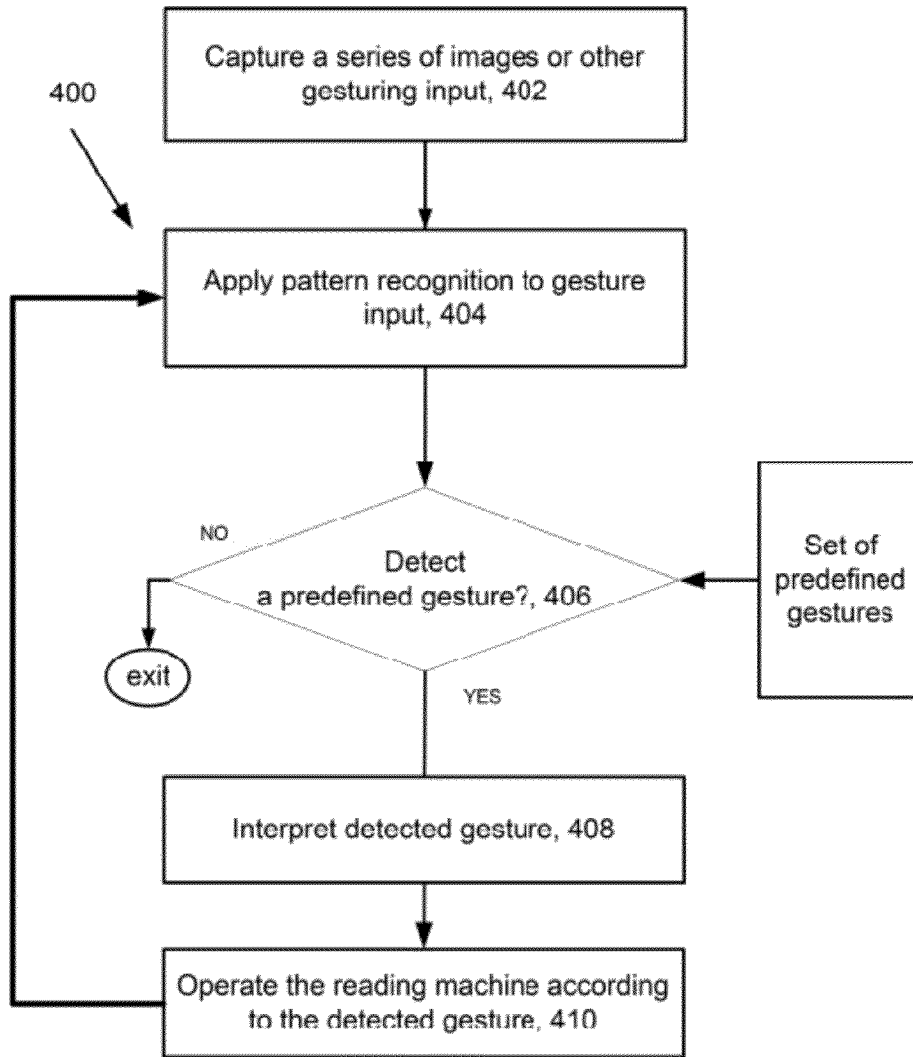 Capture a series of images or other
gesturing input, 402
400
Apply pattern recognition to gesture
input, 404
NO
Detect
a predefined gesture?, 406
Set of
predefined
gestures
exit
YES
Interpret detected gesture, 408
Operate the reading machine according
to the detected gesture, 410